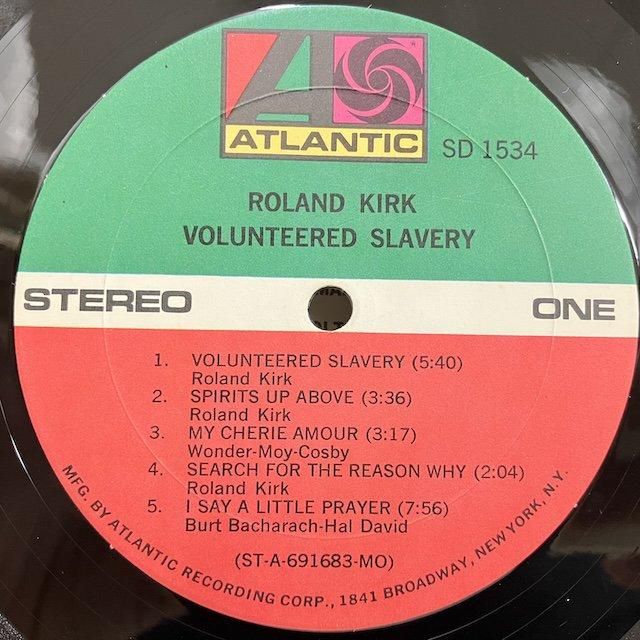 ATLANTIC
SD 1534
ROLAND KIRK
VOLUNTEERED SLAVERY
STEREO
ONE
1. VOLUNTEERED SLAVERY (5:40)
Roland Kirk
2. SPIRITS UP ABOVE (3:36)
Roland Kirk
3. MY CHERIE AMOUR (3:17)
Wonder-Moy-Cosby
4. SEARCH FOR THE REASON WHY (2:04)
Roland Kirk
5. I SAY A LITTLE PRAYER (7:56)
Burt Bacharach-Hal David
(ST-A-691683-MO)
MFG. BY ATLANTIC RECORDING CORP., 1841 BROADWAY, NEW YORK, N.Y.